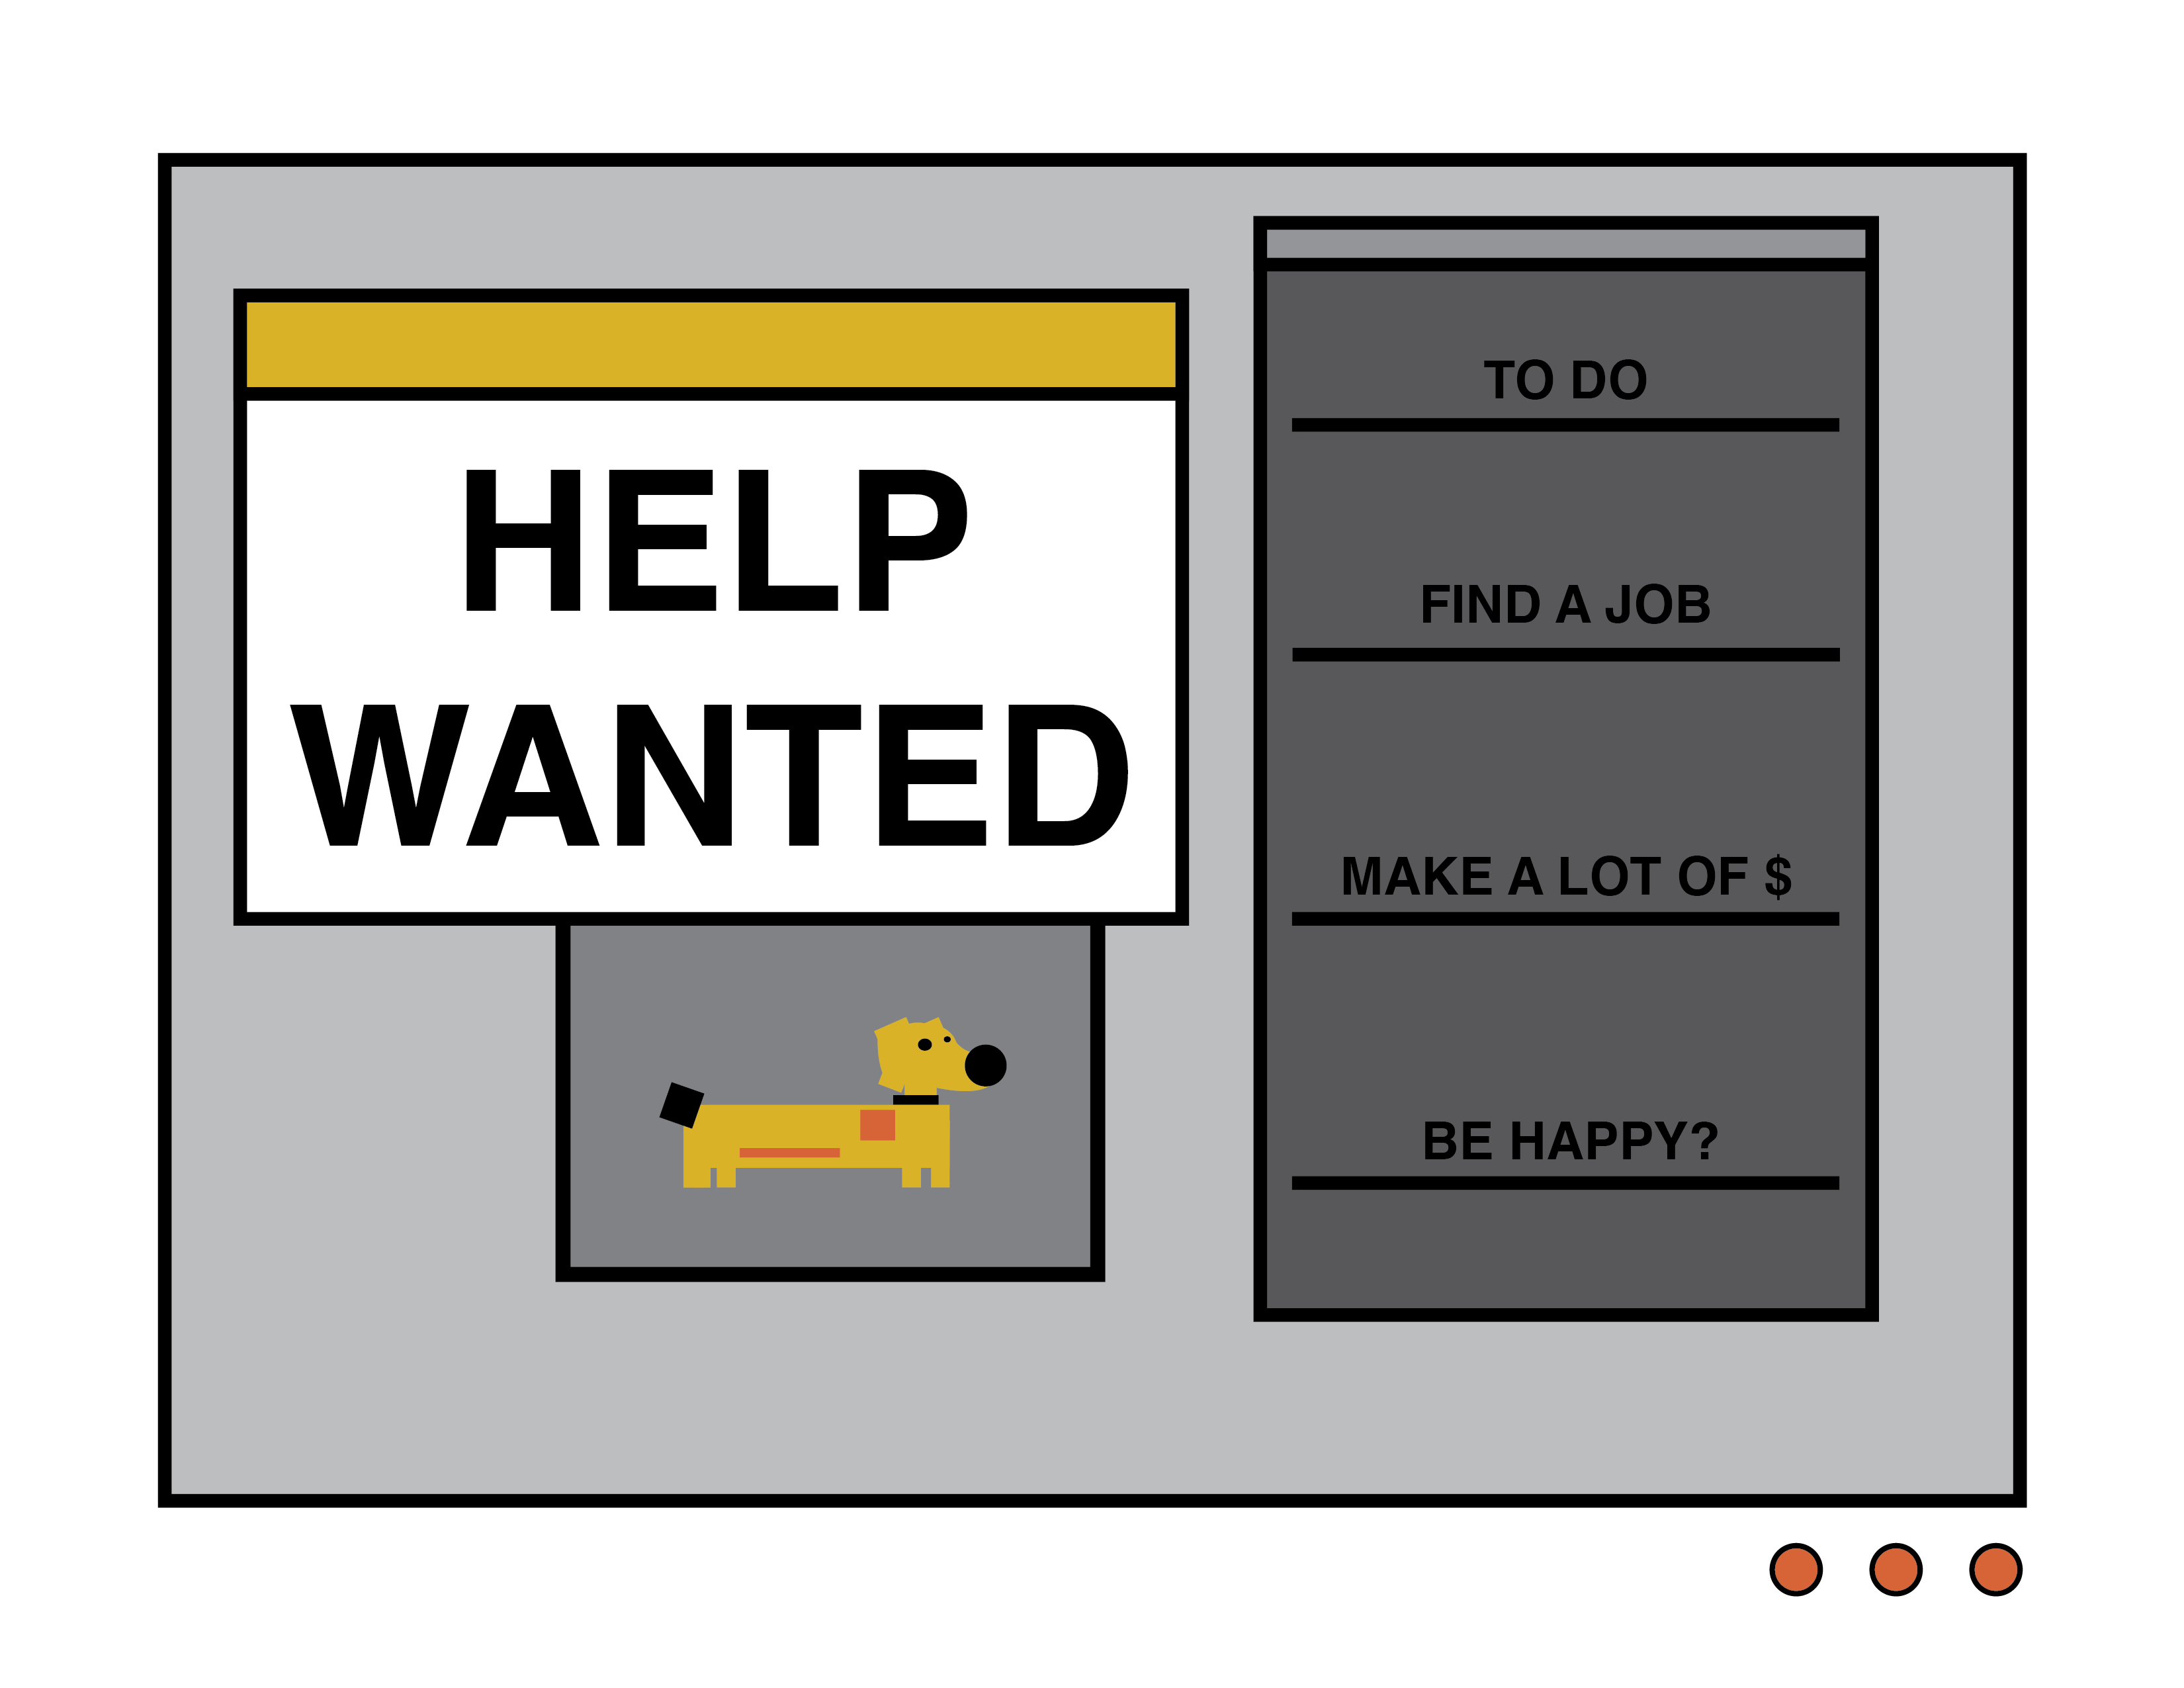 HELP
WANTED
TO DO
FIND A JOB
MAKE A LOT OF $
BE HAPPY?